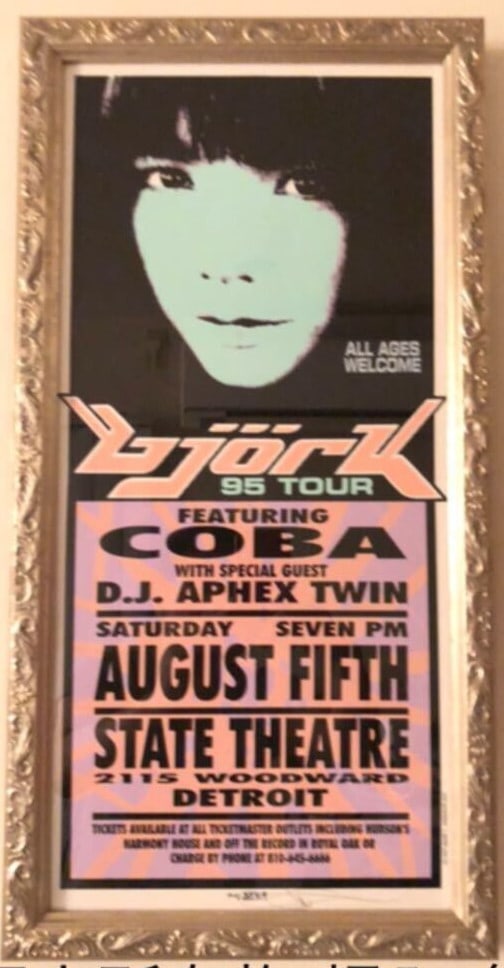 ALL AGES
WELCOME
björk
95 TOUR
FEATURING
COBA
WITH SPECIAL GUEST
D.J. APHEX TWIN
SATURDAY SEVEN PM
AUGUST FIFTH
STATE THEATRE
2115 WOODWARD
DETROIT
TICKETS AVAILABLE AT ALL TICKETMASTER OUTLETS INCLUDING HUDSON'S
HARMONY HOUSE AND OFF THE RECORD IN ROYAL OAK OR
CHARGE BY PHONE AT 810-645-6666